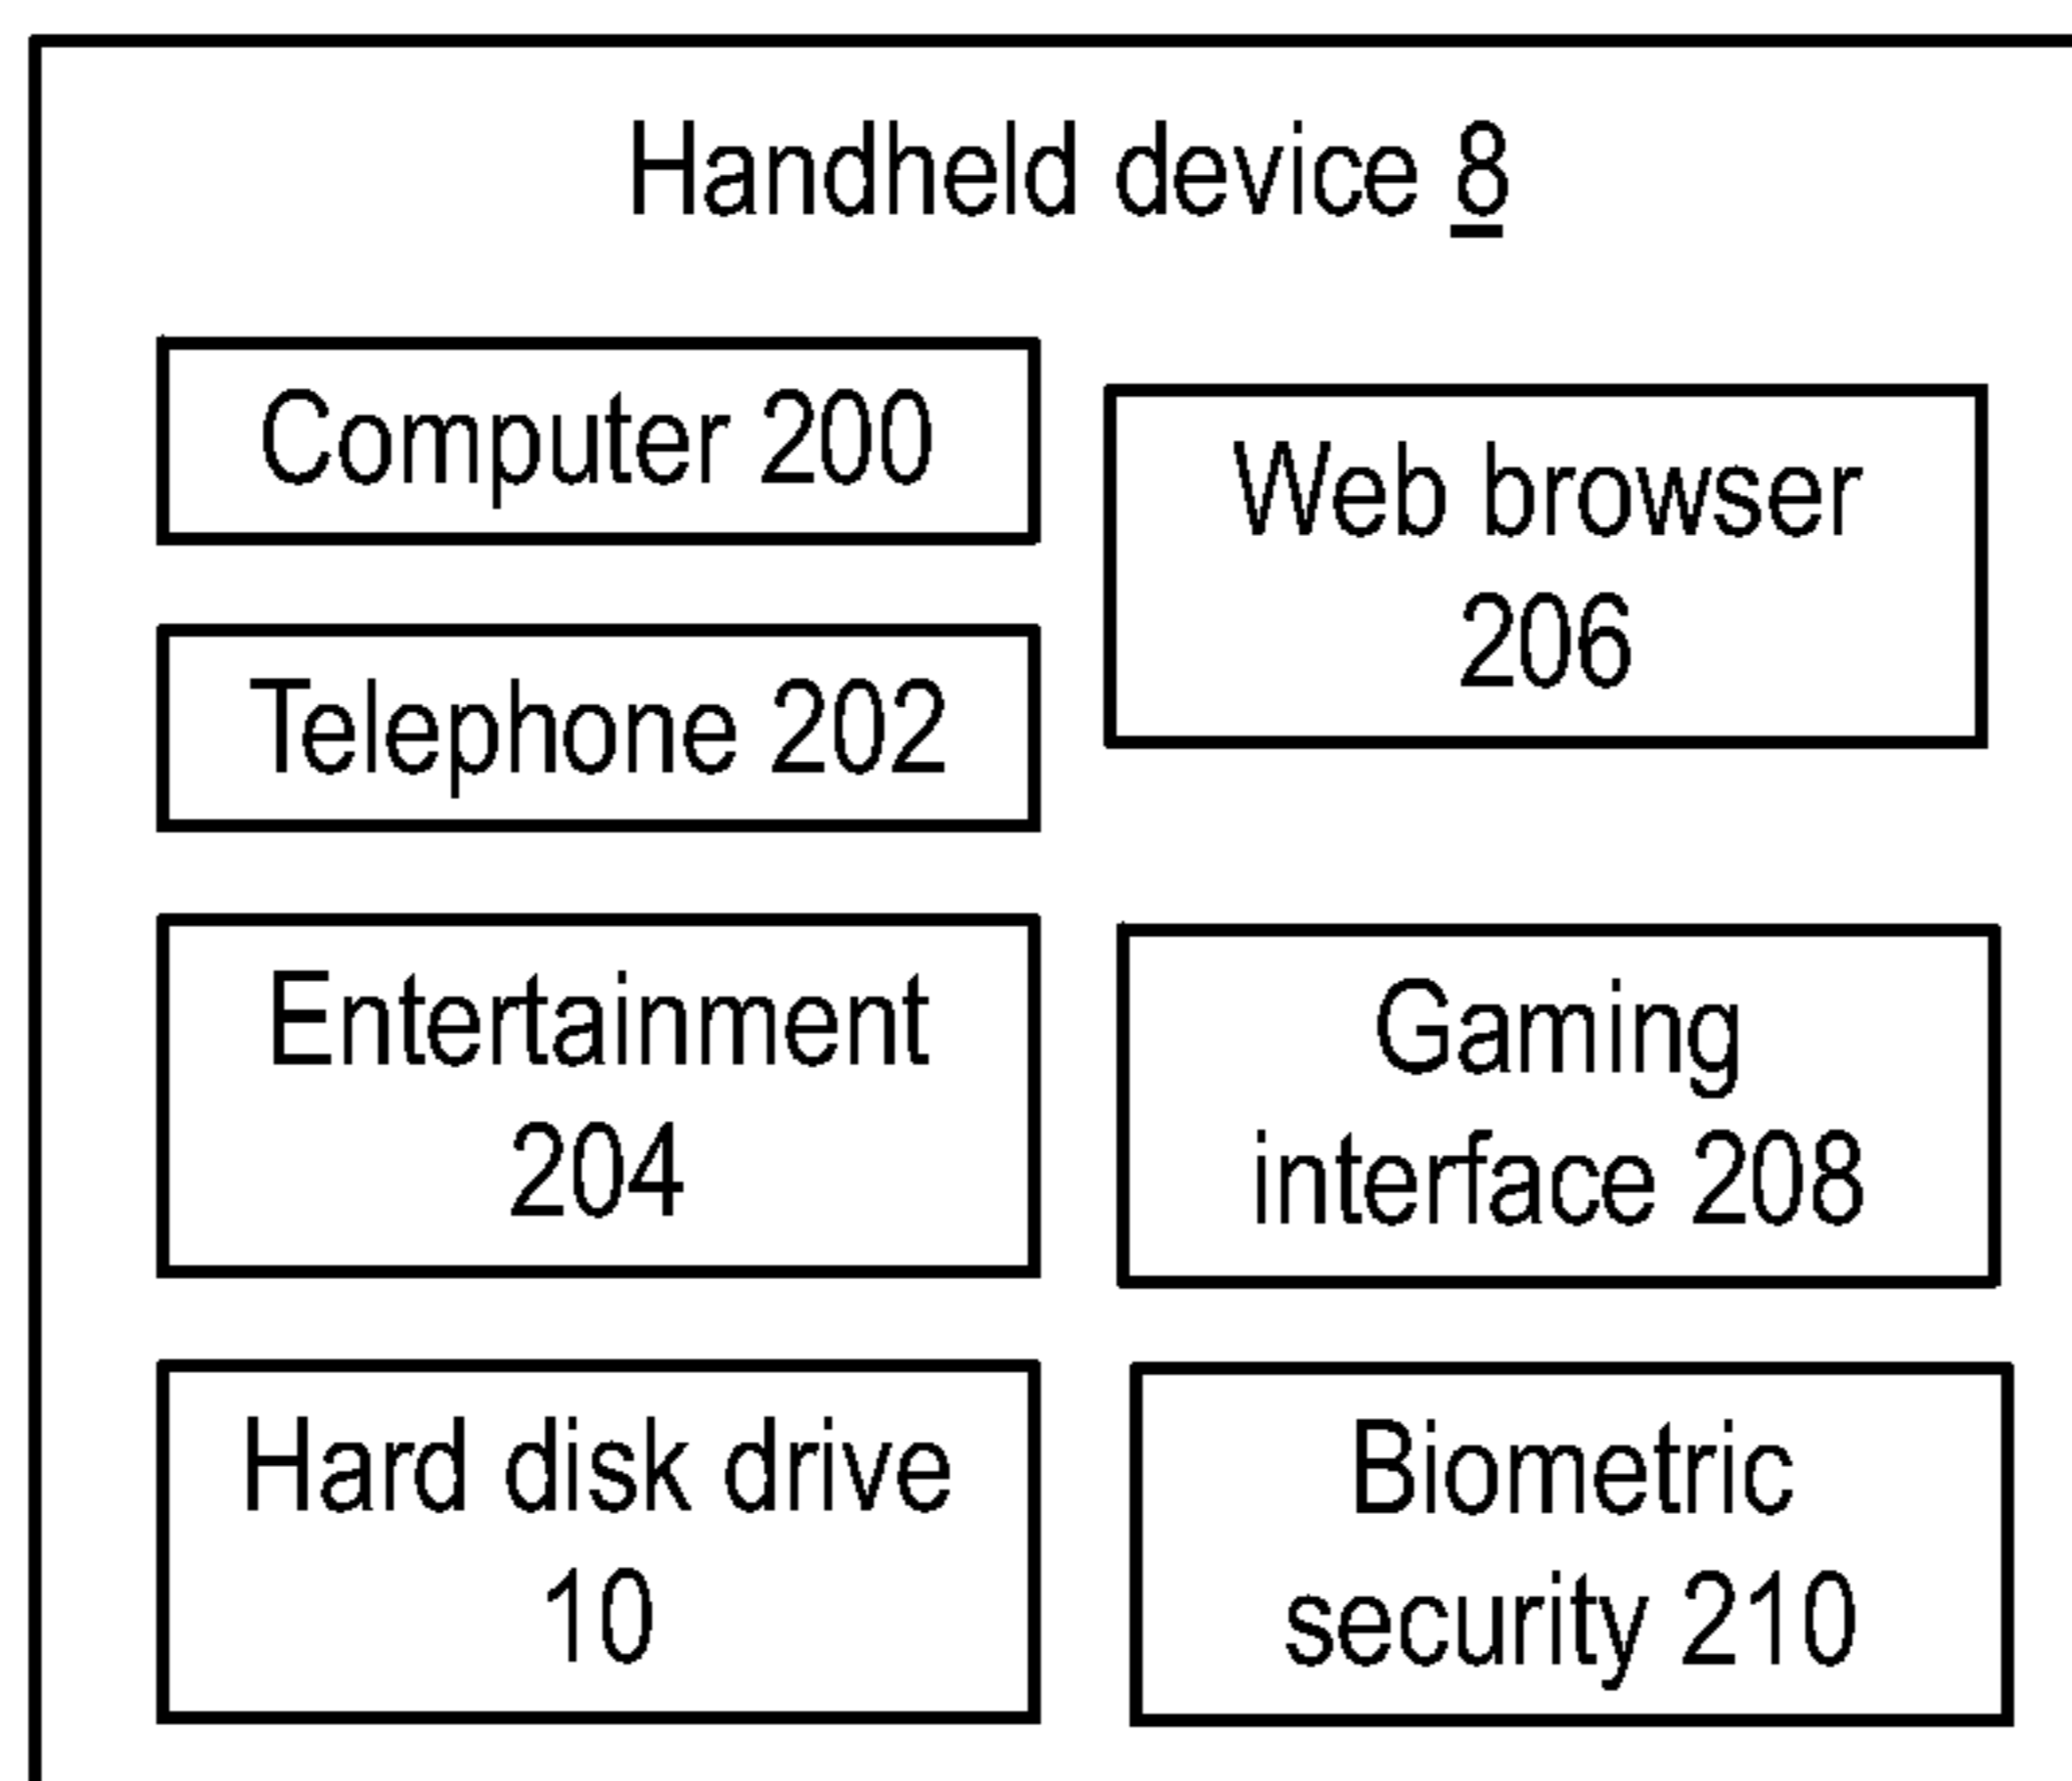 Handheld device 8
Computer 200
Telephone 202
Entertainment
204
Hard disk drive
10
Web browser
206
Gaming
interface 208
Biometric
security 210